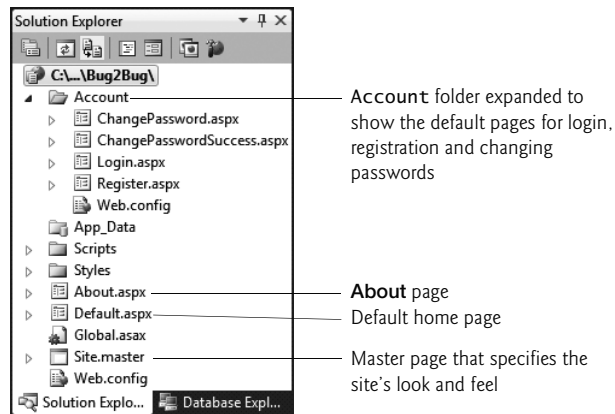 Solution Explorer
C:\...\Bug2Bug\
Account
ChangePassword.aspx
ChangePasswordSuccess.aspx
Login.aspx
Register.aspx
Web.config
App_Data
Scripts
Styles
About.aspx
Default.aspx
Global.asax
Site.master
Web.config
Solution Explo...
Database Expl...
Account folder expanded to
show the default pages for login,
registration and changing
passwords
About page
Default home page
Master page that specifies the
site's look and feel